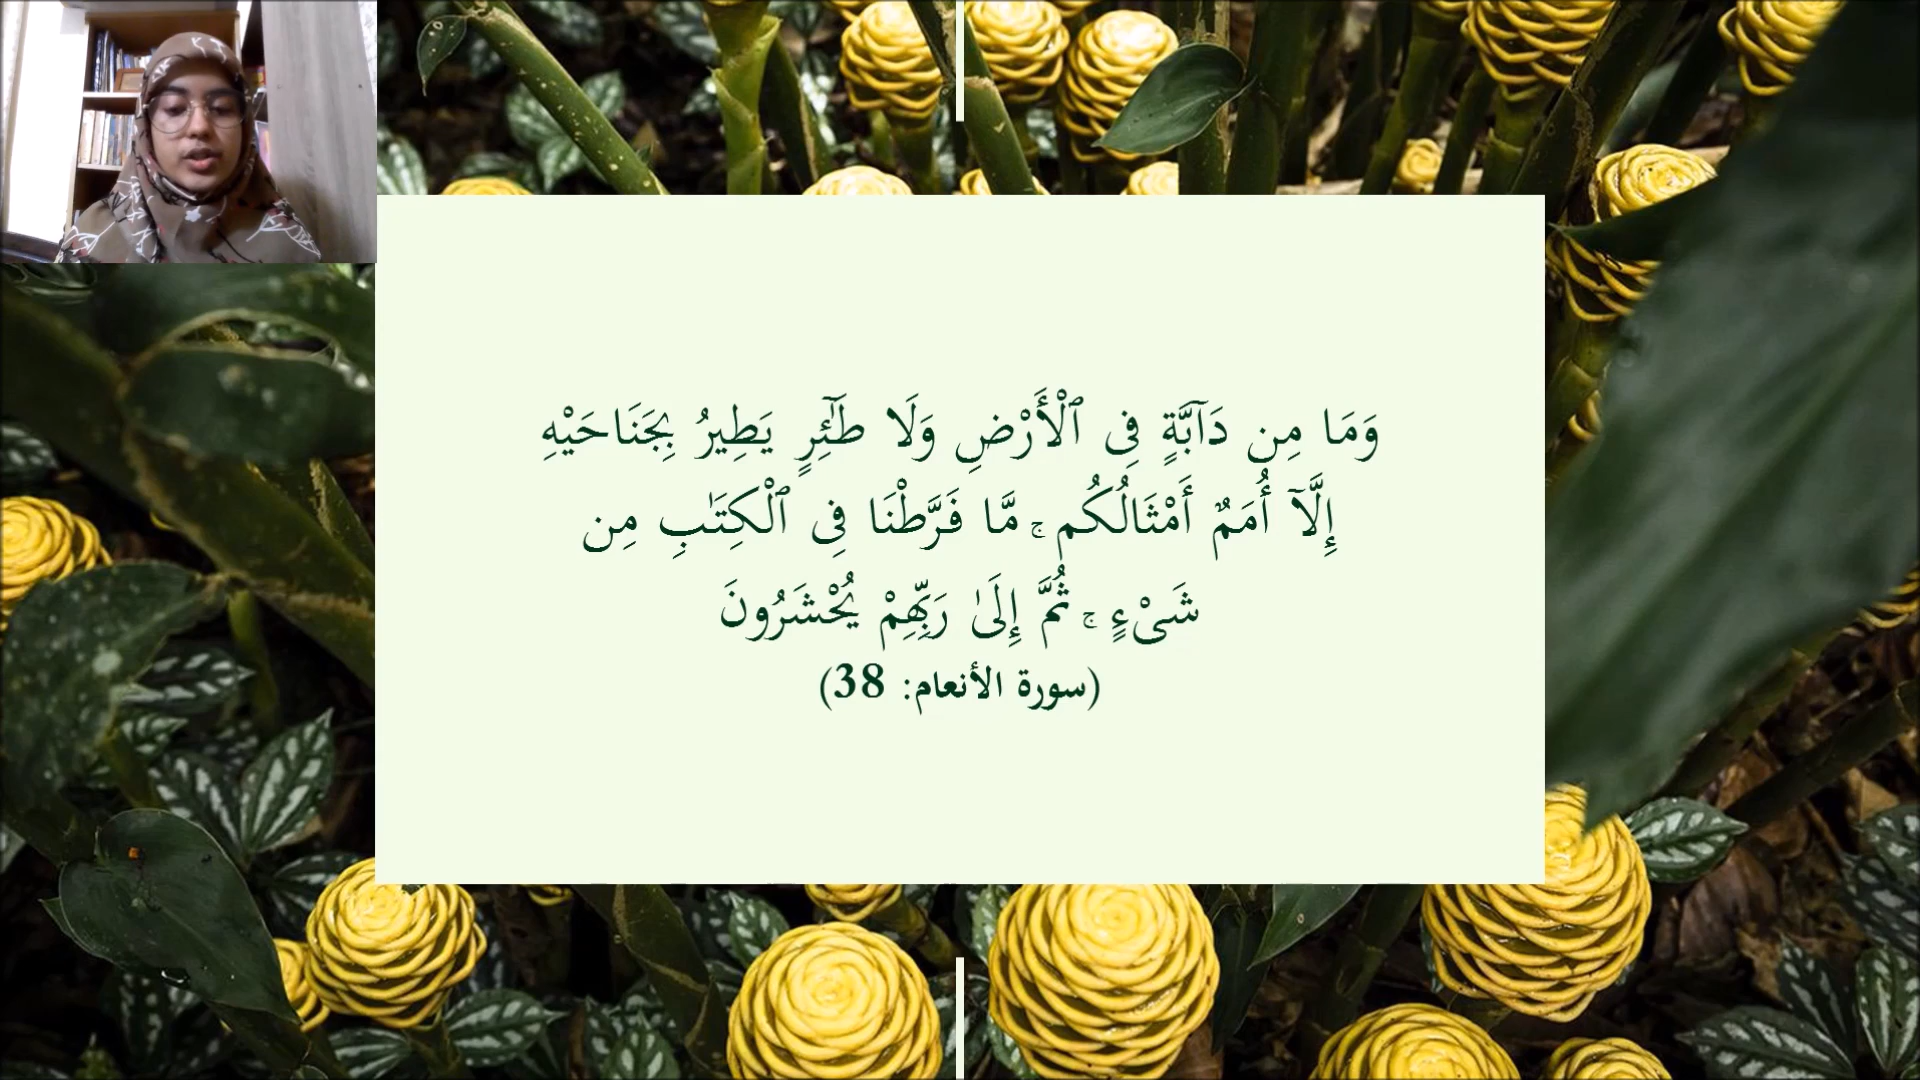 وَمَا مِن دَآبَّةٍ فِى ٱلْأَرْضِ وَلَا طَٰٓئِرٍ يَطِيرُ بِجَنَاحَيْهِ
إِلَّآ أُمَمٌ أَمْثَالُكُم ۚ مَّا فَرَّطْنَا فِى ٱلْكِتَٰبِ مِن
شَىْءٍ ۚ ثُمَّ إِلَىٰ رَبِّهِمْ يُحْشَرُونَ
(سورة الأنعام: 38)